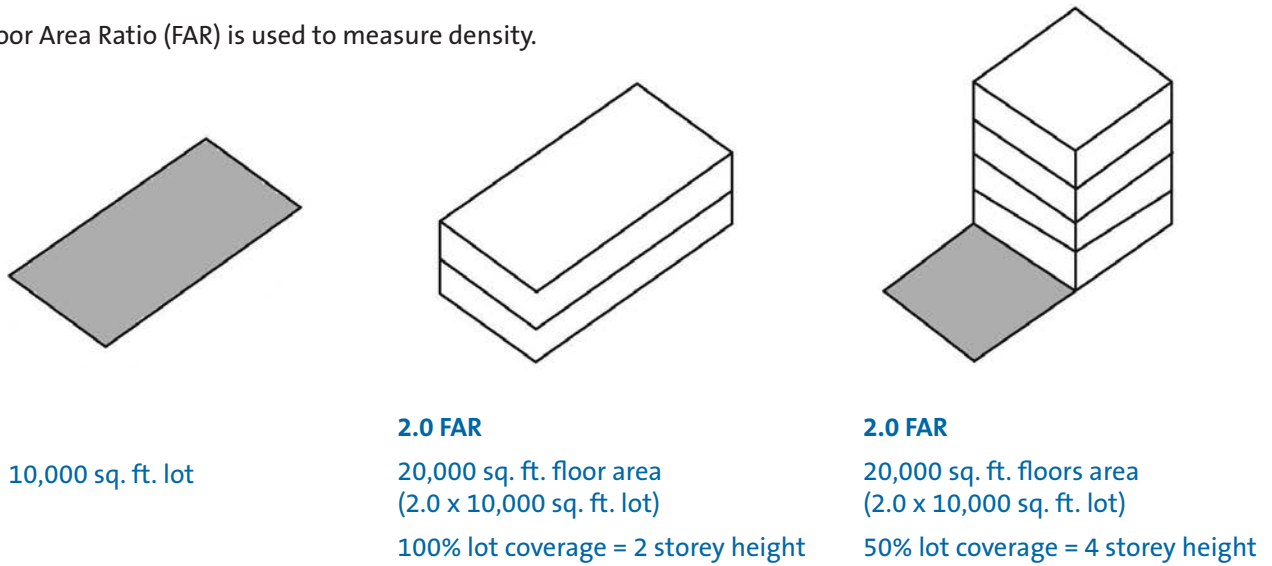 oor Area Ratio (FAR) is used to measure density.
10,000 sq. ft. lot
2.0 FAR
20,000 sq. ft. floor area
(2.0 x 10,000 sq. ft. lot)
100% lot coverage = 2 storey height
2.0 FAR
20,000 sq. ft. floors area
(2.0 x 10,000 sq. ft. lot)
50% lot coverage = 4 storey height